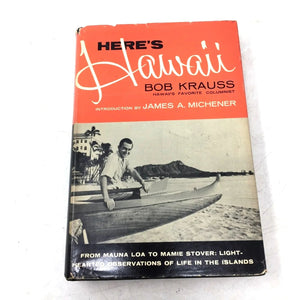 HERE'S
Hawaii
BOB KRAUSS
HAWAII'S FAVORITE COLUMNIST
INTRODUCTION BY JAMES A. MICHENER
FROM MAUNA LOA TO MAMIE STOVER: LIGHT-
HEARTED OBSERVATIONS OF LIFE IN THE ISLANDS